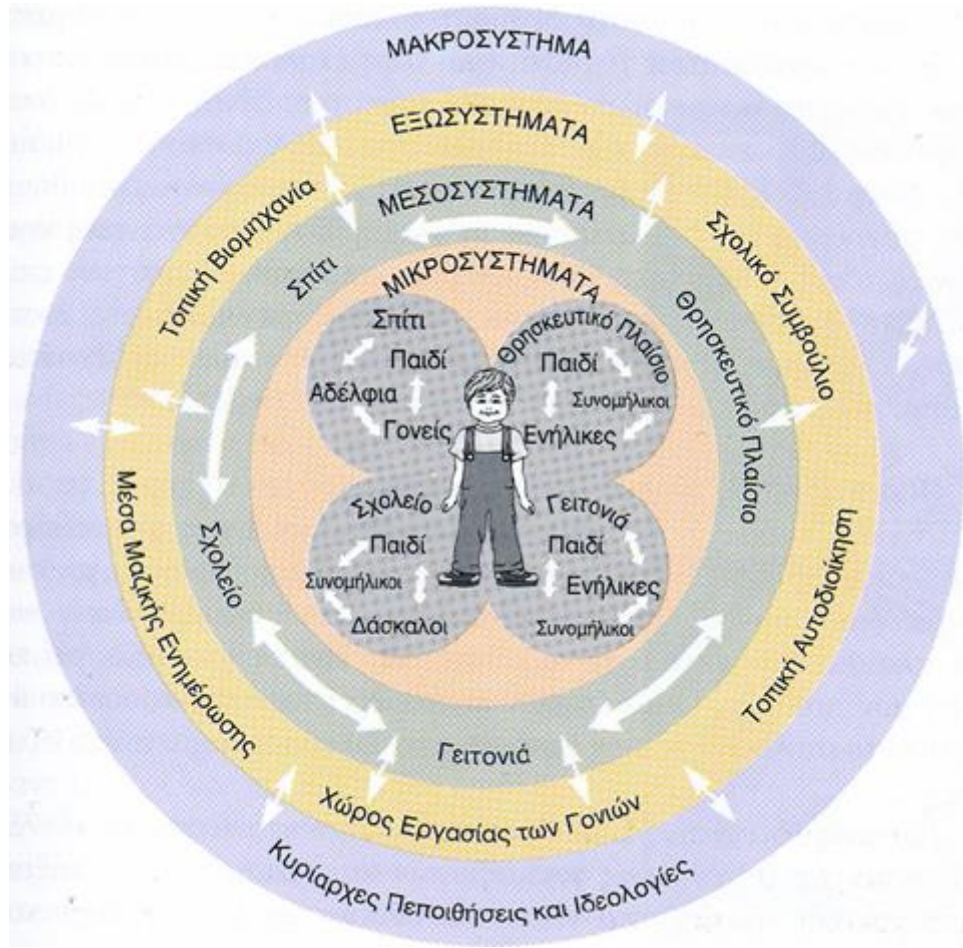 ΜΑΚΡΟΣΥΣΤΗΜΑ
ΕΞΩΣΥΣΤΗΜΑΤΑ
ΜΕΣΟΣΥΣΤΗΜΑΤΑ
ΜΙΚΡΟΣΥΣΤΗΜΑΤΑ
Τοπική Βιομηχανία
Σχολικό Συμβούλιο
Σπίτι
Θρησκευτικό Πλαίσιο
Σπίτι
Παιδί
Αδέλφια
Γονείς
Θρησκευτικό Πλαίσιο
Παιδί
Συνομήλικοι
Ενήλικες
Σχολείο
Παιδί
Συνομήλικοι
Δάσκαλοι
Γειτονιά
Παιδί
Ενήλικες
Συνομήλικοι
Σχολείο
Γειτονιά
Μέσα Μαζικής Ενημέρωσης
Τοπική Αυτοδιοίκηση
Χώρος Εργασίας των Γονιών
Κυρίαρχες Πεποιθήσεις και Ιδεολογίες